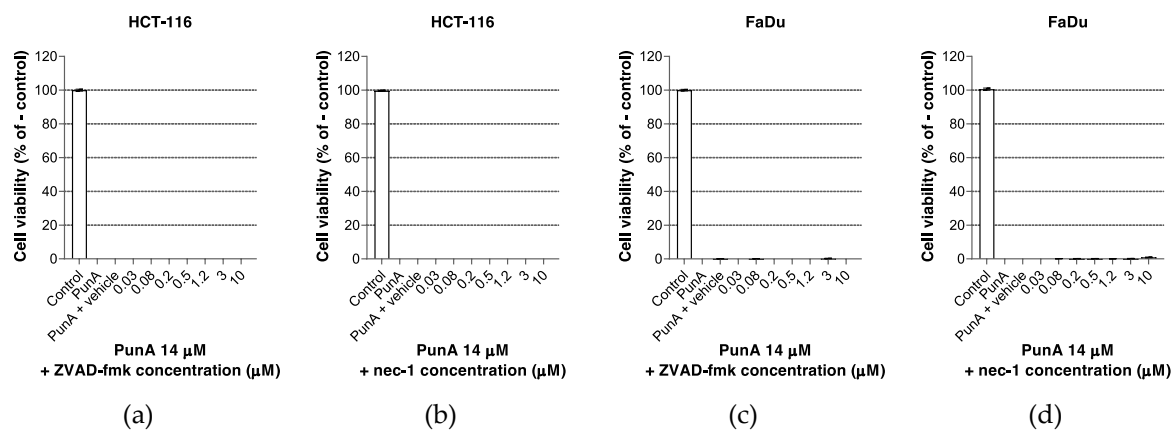 HCT-116
Cell viability (% of - control)
120
100
80
60
40
20
0
Control
PunA
PunA + vehicle
0.03
0.08
0.2
0.5
1.2
3
10
PunA 14 μM
+ ZVAD-fmk concentration (μM)
(a)
HCT-116
Cell viability (% of - control)
120
100
80
60
40
20
0
Control
PunA
PunA + vehicle
0.03
0.08
0.2
0.5
1.2
3
10
PunA 14 μM
+ nec-1 concentration (μM)
(b)
FaDu
Cell viability (% of - control)
120
100
80
60
40
20
0
Control
PunA
PunA + vehicle
0.03
0.08
0.2
0.5
1.2
3
10
PunA 14 μM
+ ZVAD-fmk concentration (μM)
(c)
FaDu
Cell viability (% of - control)
120
100
80
60
40
20
0
Control
PunA
PunA + vehicle
0.03
0.08
0.2
0.5
1.2
3
10
PunA 14 μM
+ nec-1 concentration (μM)
(d)